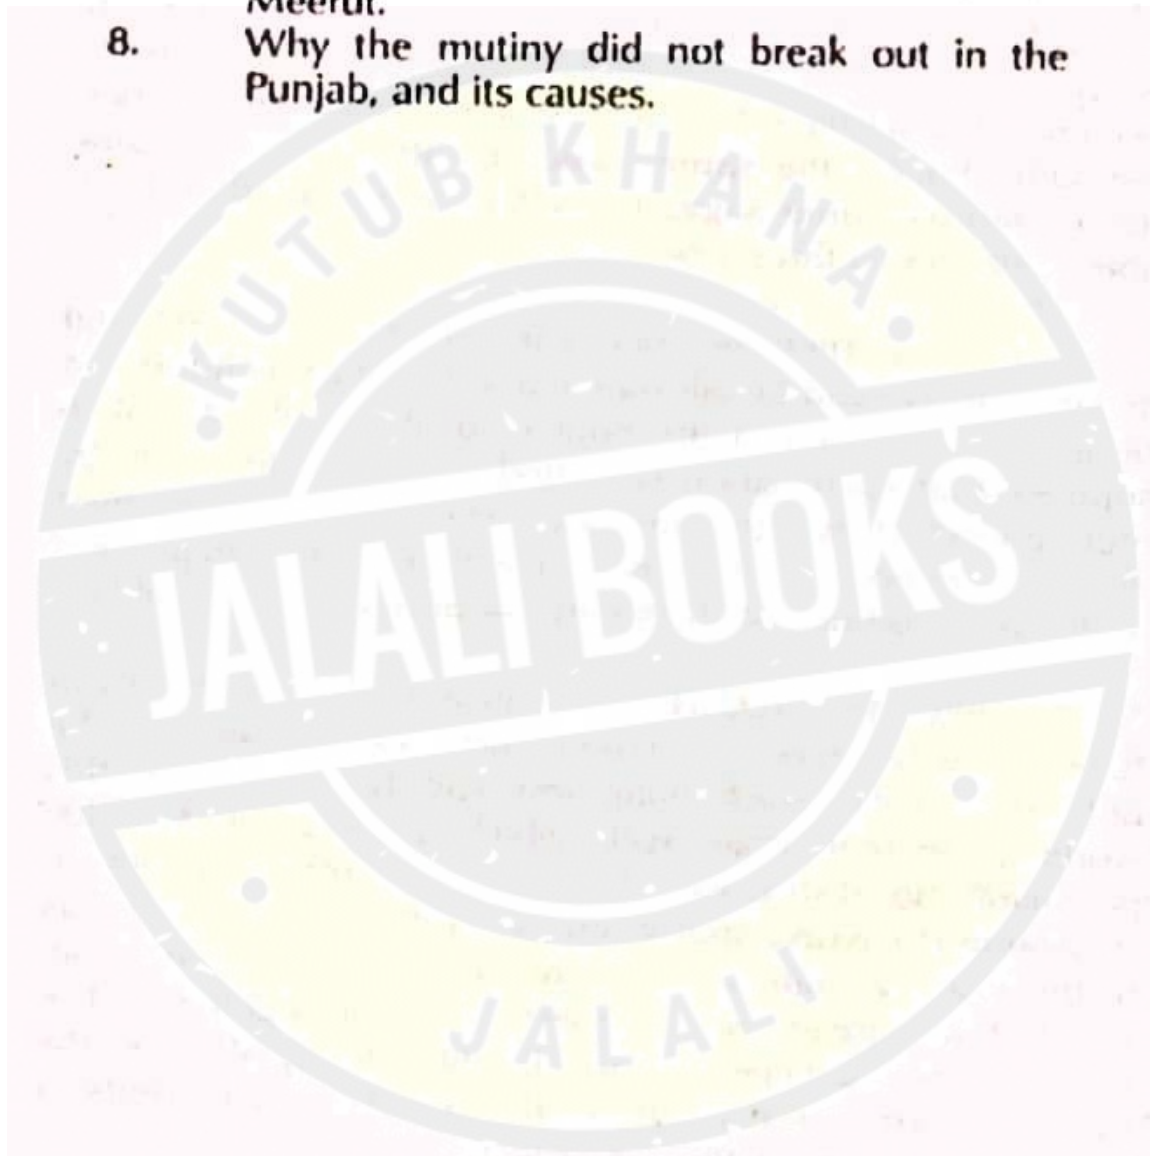 Meerut.
8. Why the mutiny did not break out in the
Punjab, and its causes.
KUTUB KHANA
JALALI BOOKS
JALALI